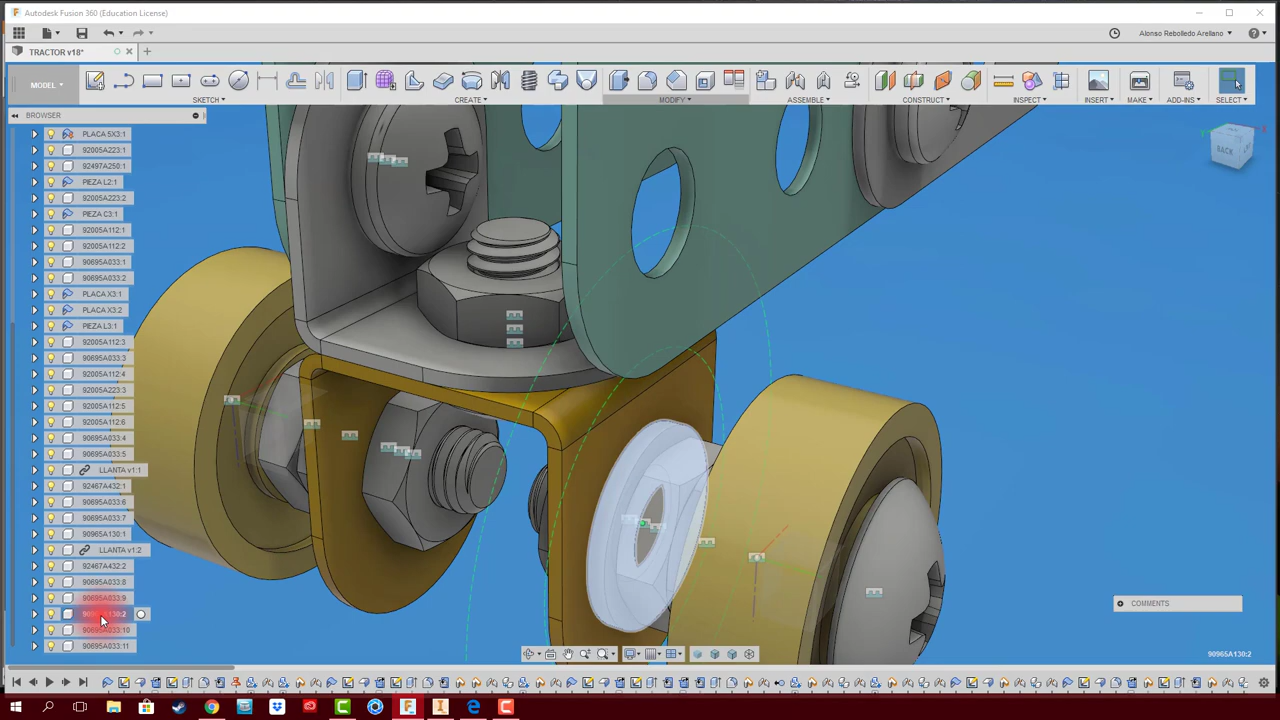 Autodesk Fusion 360 (Education License)
Alonso Rebolledo Arellano
TRACTOR v18*
MODEL
SKETCH
CREATE
MODIFY
ASSEMBLE
CONSTRUCT
INSPECT
INSERT
MAKE
ADD-INS
SELECT
BROWSER
PLACA 5X3:1
92005A223:1
92497A250:1
PIEZA L2:1
92005A223:2
PIEZA C3:1
92005A112:1
92005A112:2
90695A033:1
90695A033:2
PLACA X3:1
PLACA X3:2
PIEZA L3:1
92005A112:3
90695A033:3
92005A112:4
92005A223:3
92005A112:5
92005A112:6
90695A033:4
90695A033:5
LLANTA v1:1
92467A432:1
90695A033:6
90695A033:7
90965A130:1
LLANTA v1:2
92467A432:2
90695A033:8
90695A033:9
90965A130:2
90695A033:10
90695A033:11
BACK
COMMENTS
90965A130:2